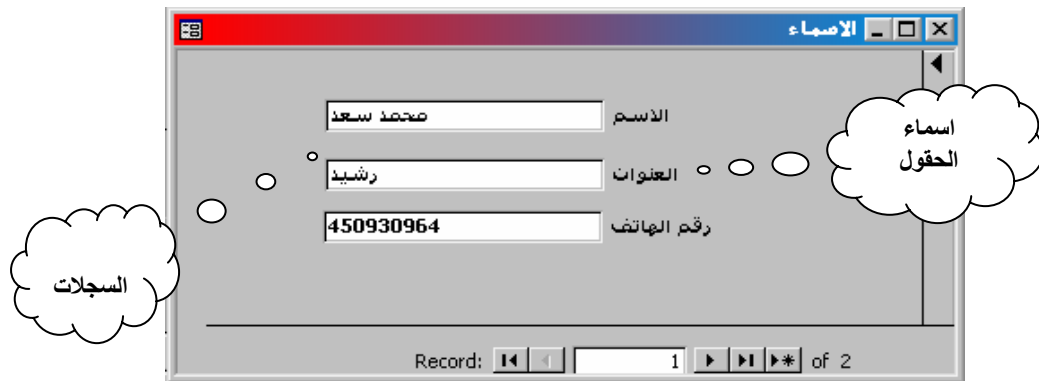 الاسماء
الاسم
محمد سعد
العنوان
رشيد
رقم الهاتف
450930964
اسماء
الحقول
السجلات
Record: 1 of 2